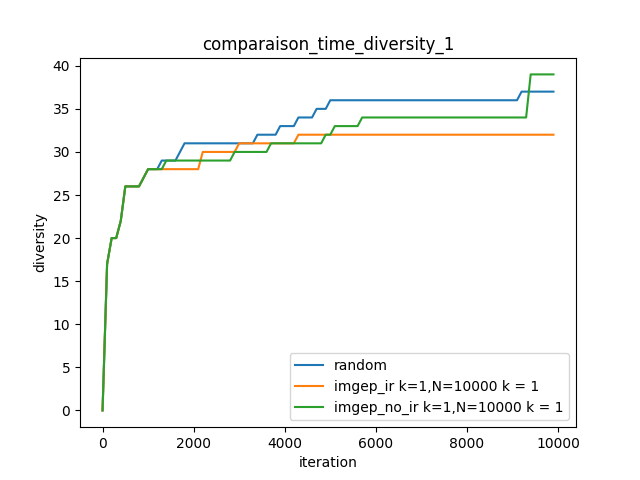 comparaison_time_diversity_1
40
35
30
25
20
15
10
5
0
diversity
random
imgep_ir k=1,N=10000 k = 1
imgep_no_ir k=1,N=10000 k = 1
0 2000 4000 6000 8000 10000
iteration